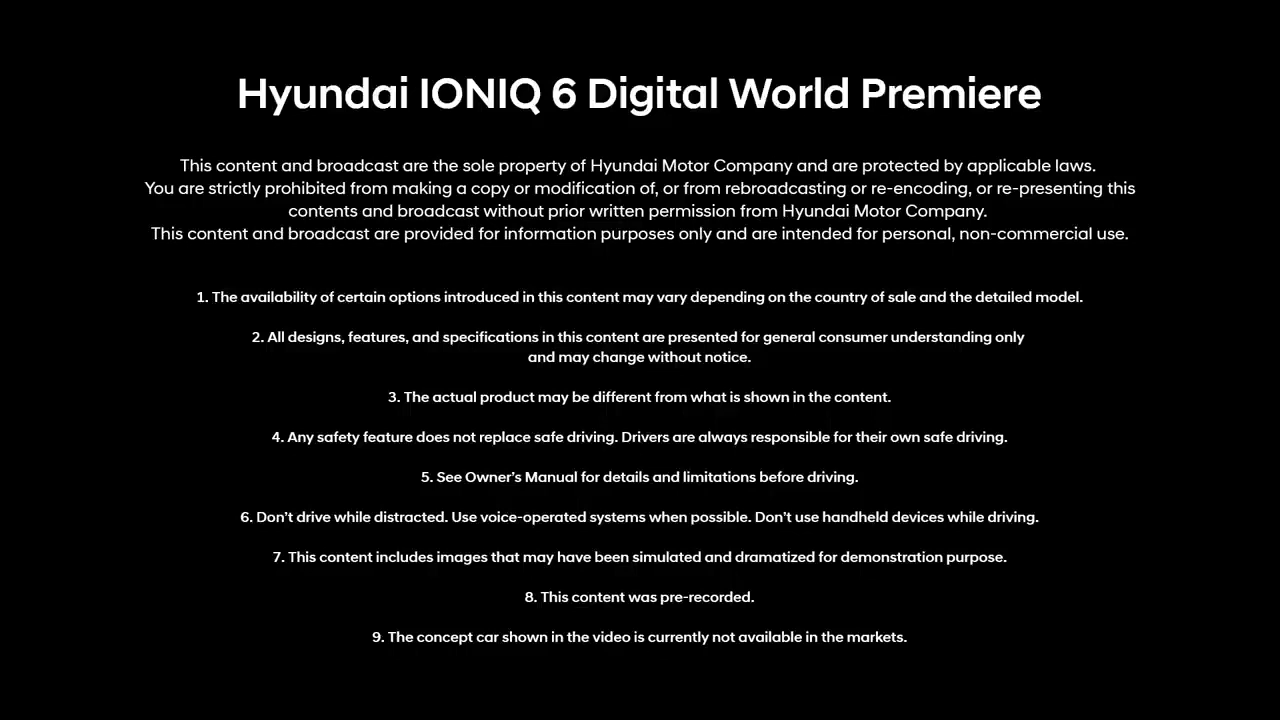 Hyundai IONIQ 6 Digital World Premiere
This content and broadcast are the sole property of Hyundai Motor Company and are protected by applicable laws.
You are strictly prohibited from making a copy or modification of, or from rebroadcasting or re-encoding, or re-presenting this
contents and broadcast without prior written permission from Hyundai Motor Company.
This content and broadcast are provided for information purposes only and are intended for personal, non-commercial use.
1. The availability of certain options introduced in this content may vary depending on the country of sale and the detailed model.
2. All designs, features, and specifications in this content are presented for general consumer understanding only
and may change without notice.
3. The actual product may be different from what is shown in the content.
4. Any safety feature does not replace safe driving. Drivers are always responsible for their own safe driving.
5. See Owner’s Manual for details and limitations before driving.
6. Don’t drive while distracted. Use voice-operated systems when possible. Don’t use handheld devices while driving.
7. This content includes images that may have been simulated and dramatized for demonstration purpose.
8. This content was pre-recorded.
9. The concept car shown in the video is currently not available in the markets.